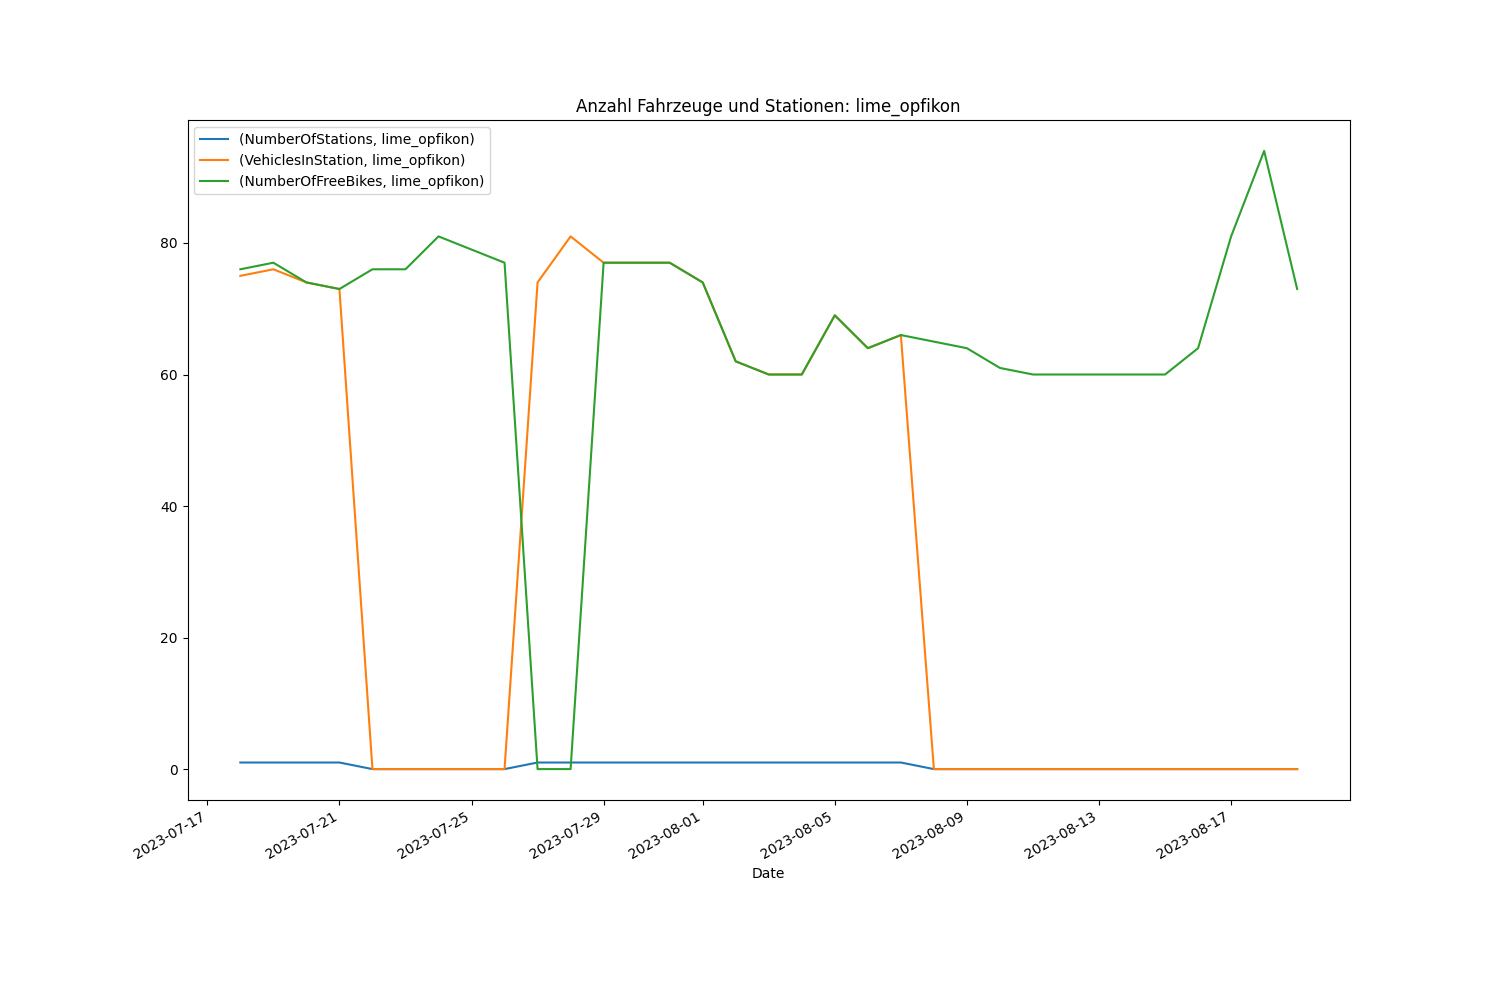 Anzahl Fahrzeuge und Stationen: lime_opfikon
(NumberOfStations, lime_opfikon)
(VehiclesInStation, lime_opfikon)
(NumberOfFreeBikes, lime_opfikon)
80
60
40
20
0
2023-07-17
2023-07-21
2023-07-25
2023-07-29
2023-08-01
2023-08-05
2023-08-09
2023-08-13
2023-08-17
Date